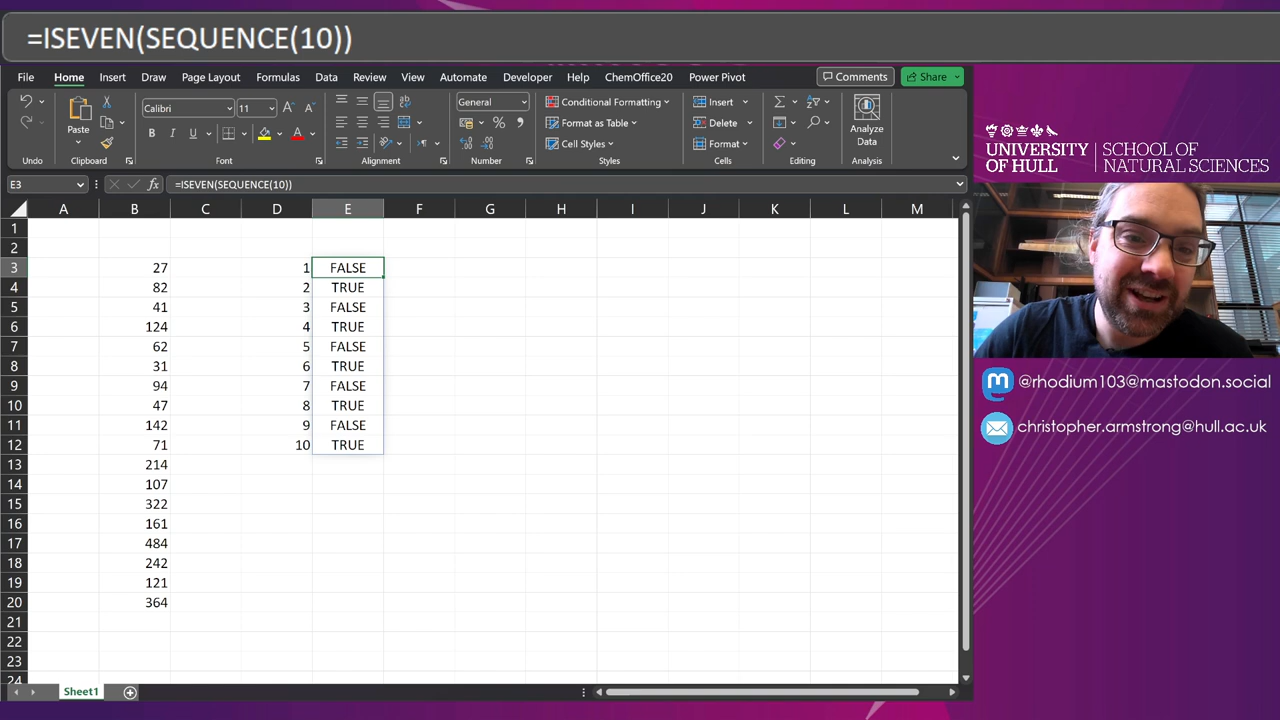 =ISEVEN(SEQUENCE(10))
File Home Insert Draw Page Layout Formulas Data Review View Automate Developer Help ChemOffice20 Power Pivot Comments Share
Undo
Paste
Clipboard
Calibri 11
B I U A
Font
Alignment
General
Number
Conditional Formatting
Format as Table
Cell Styles
Styles
Insert
Delete
Format
Cells
Editing
Analyze
Data
Analysis
E3 fx =ISEVEN(SEQUENCE(10))
A B C D E F G H I J K L M
1
2
3 27 1 FALSE
4 82 2 TRUE
5 41 3 FALSE
6 124 4 TRUE
7 62 5 FALSE
8 31 6 TRUE
9 94 7 FALSE
10 47 8 TRUE
11 142 9 FALSE
12 71 10 TRUE
13 214
14 107
15 322
16 161
17 484
18 242
19 121
20 364
21
22
23
24
Sheet1
UNIVERSITY
OF HULL
SCHOOL OF
NATURAL SCIENCES
@rhodium103@mastodon.social
christopher.armstrong@hull.ac.uk